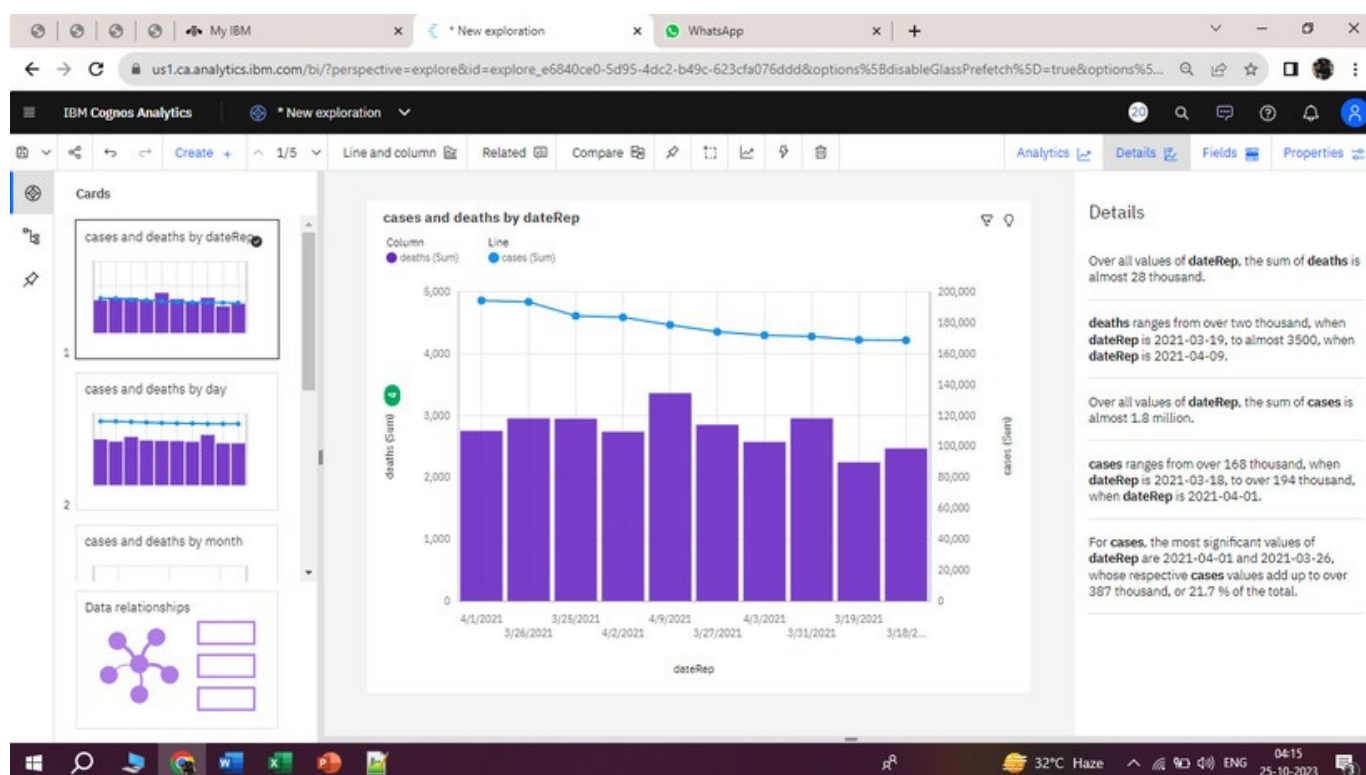 My IBM
* New exploration
WhatsApp
us1.ca.analytics.ibm.com/bi/?perspective=explore&id=explore_e6840ce0-5d95-4dc2-b49c-623cfa076ddd&options%5BdisableGlassPrefetch%5D=true&options%5...
IBM Cognos Analytics
* New exploration
20
Create +
1/5
Line and column
Related
Compare
Analytics
Details
Fields
Properties
Cards
cases and deaths by dateRep
1
cases and deaths by day
2
cases and deaths by month
Data relationships
cases and deaths by dateRep
Column
Line
deaths (Sum)
cases (Sum)
5,000
4,000
3,000
2,000
1,000
0
deaths (Sum)
200,000
180,000
160,000
140,000
120,000
100,000
80,000
60,000
40,000
20,000
0
cases (Sum)
4/1/2021
3/26/2021
3/25/2021
4/2/2021
4/9/2021
3/27/2021
4/3/2021
3/31/2021
3/19/2021
3/18/2...
dateRep
Details
Over all values of dateRep, the sum of deaths is
almost 28 thousand.
deaths ranges from over two thousand, when
dateRep is 2021-03-19, to almost 3500, when
dateRep is 2021-04-09.
Over all values of dateRep, the sum of cases is
almost 1.8 million.
cases ranges from over 168 thousand, when
dateRep is 2021-03-18, to over 194 thousand,
when dateRep is 2021-04-01.
For cases, the most significant values of
dateRep are 2021-04-01 and 2021-03-26,
whose respective cases values add up to over
387 thousand, or 21.7 % of the total.
32°C Haze
ENG
04:15
25-10-2023